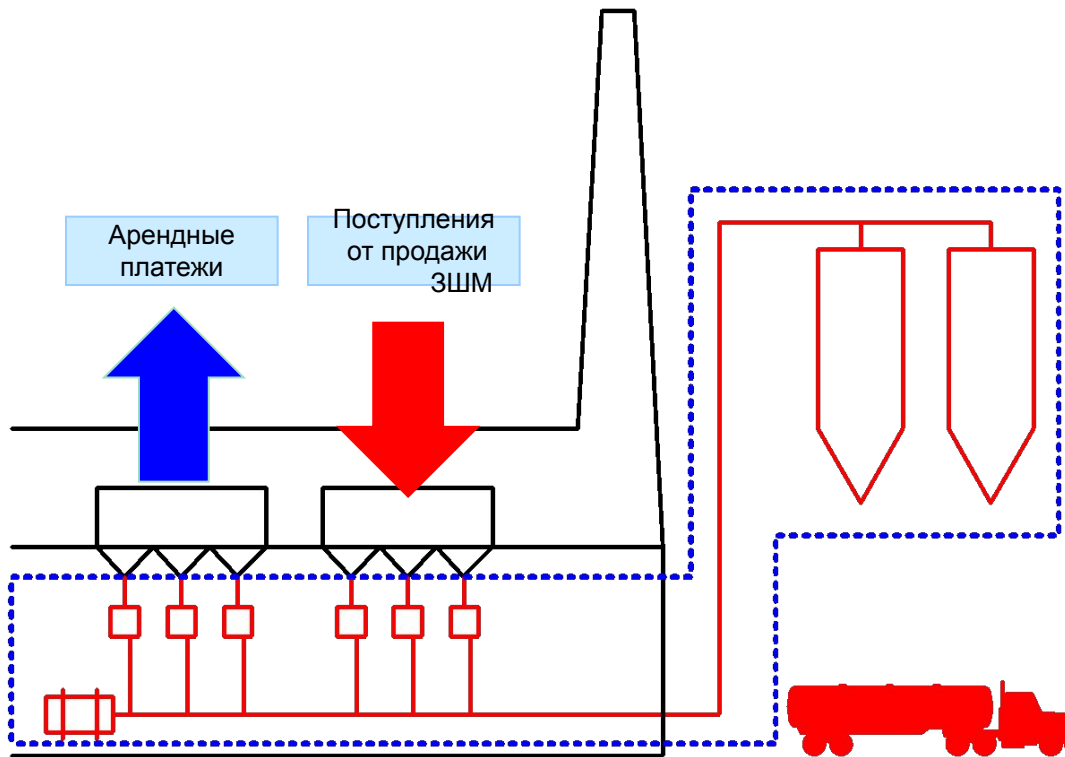 Арендные
платежи
Поступления
от продажи
ЗШМ